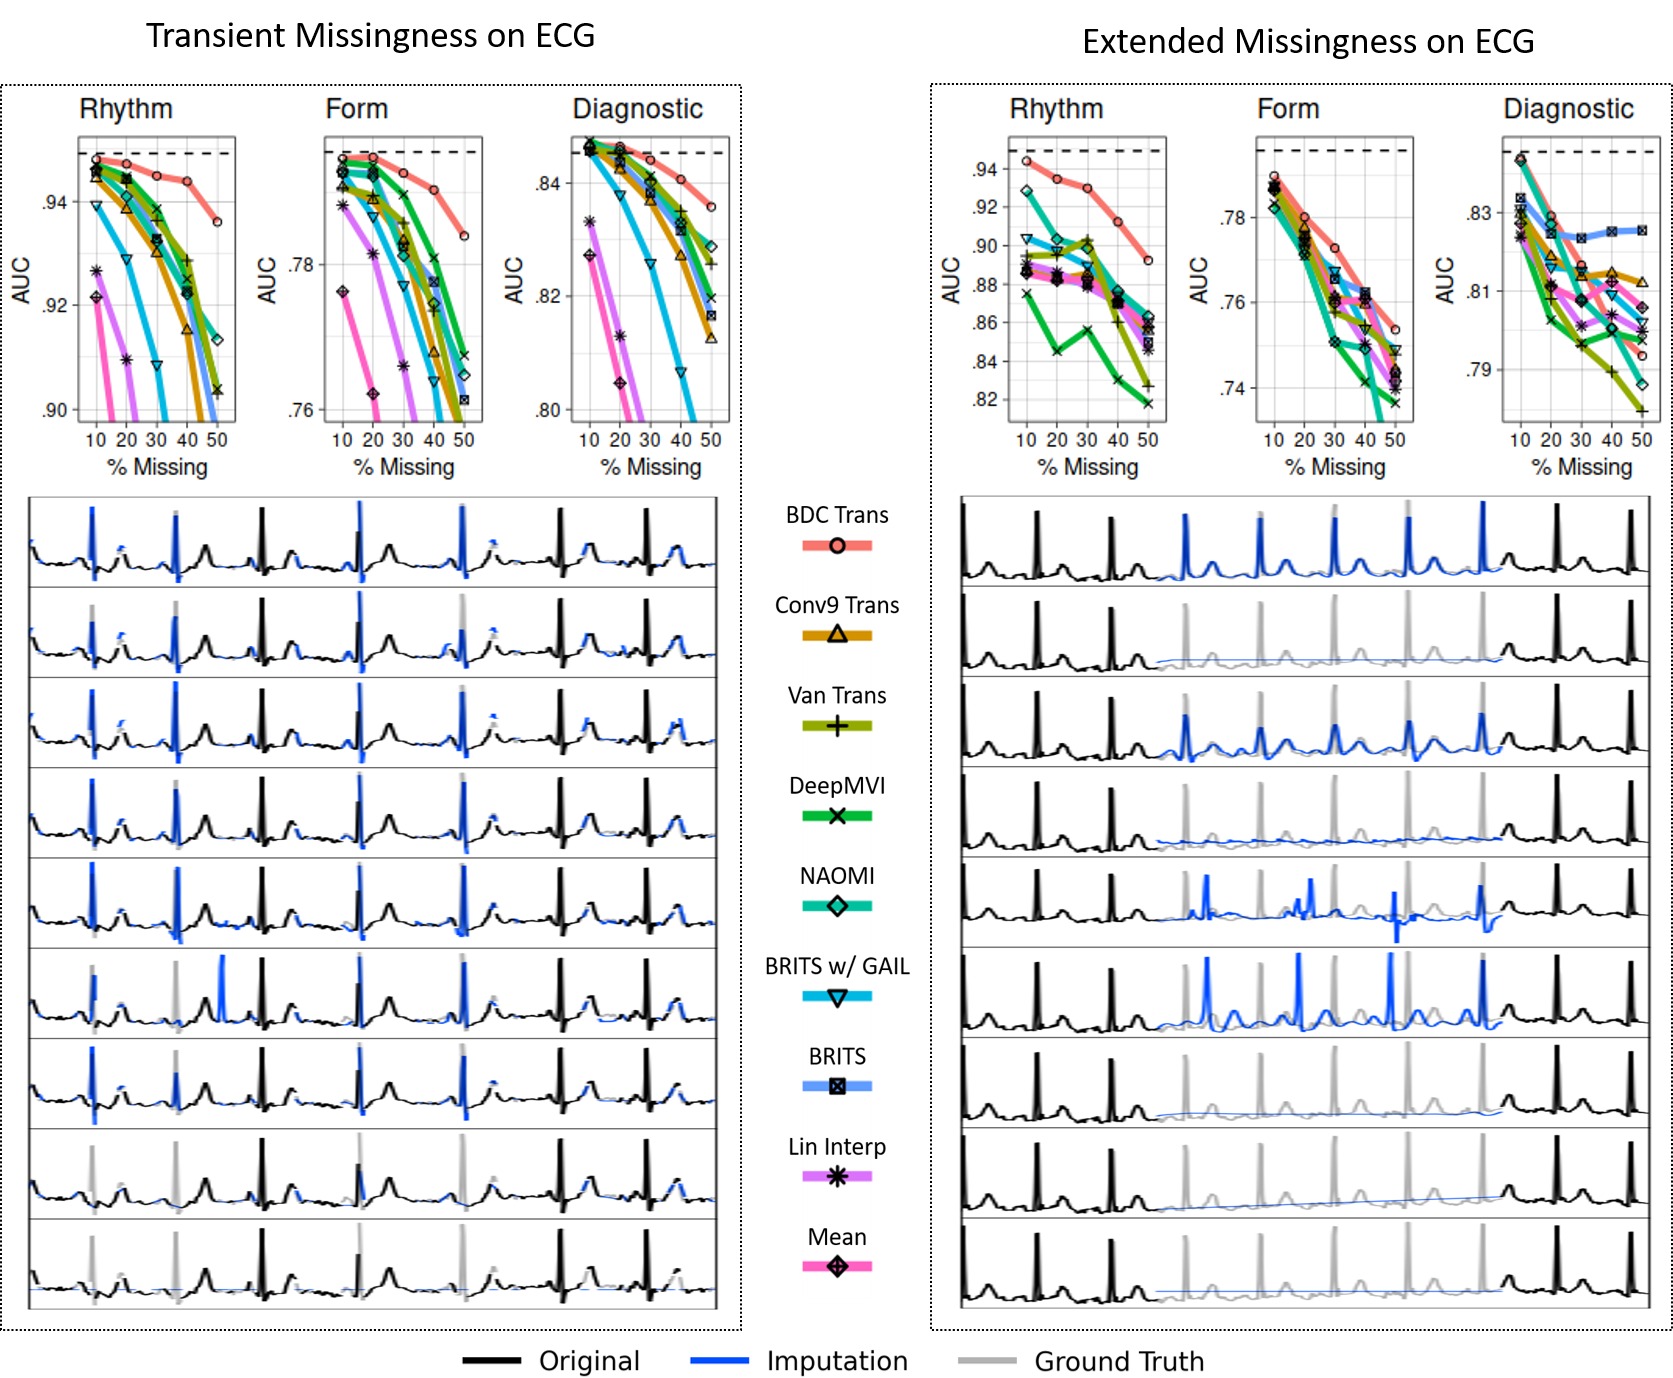 Transient Missingness on ECG
Extended Missingness on ECG
Rhythm
Form
Diagnostic
AUC
.94
.92
.90
10 20 30 40 50
% Missing
AUC
.78
.76
10 20 30 40 50
% Missing
AUC
.84
.82
.80
10 20 30 40 50
% Missing
Rhythm
Form
Diagnostic
AUC
.94
.92
.90
.88
.86
.84
.82
10 20 30 40 50
% Missing
AUC
.78
.76
.74
10 20 30 40 50
% Missing
AUC
.83
.81
.79
10 20 30 40 50
% Missing
BDC Trans
Conv9 Trans
Van Trans
DeepMVI
NAOMI
BRITS w/ GAIL
BRITS
Lin Interp
Mean
Original
Imputation
Ground Truth